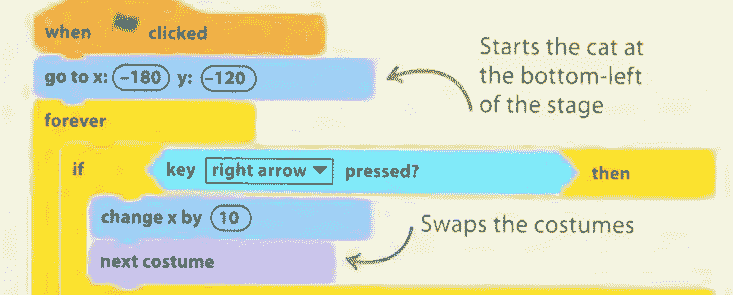 when clicked
go to x: -180 y: -120
Starts the cat at
the bottom-left
of the stage
forever
if key right arrow pressed? then
change x by 10
Swaps the costumes
next costume